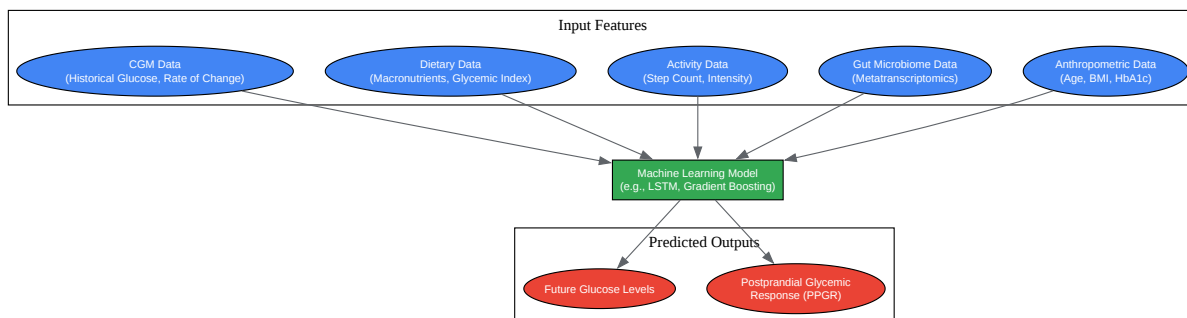 Input Features
CGM Data
(Historical Glucose, Rate of Change)
Dietary Data
(Macronutrients, Glycemic Index)
Activity Data
(Step Count, Intensity)
Gut Microbiome Data
(Metatranscriptomics)
Anthropometric Data
(Age, BMI, HbA1c)
Machine Learning Model
(e.g., LSTM, Gradient Boosting)
Predicted Outputs
Future Glucose Levels
Postprandial Glycemic
Response (PPGR)